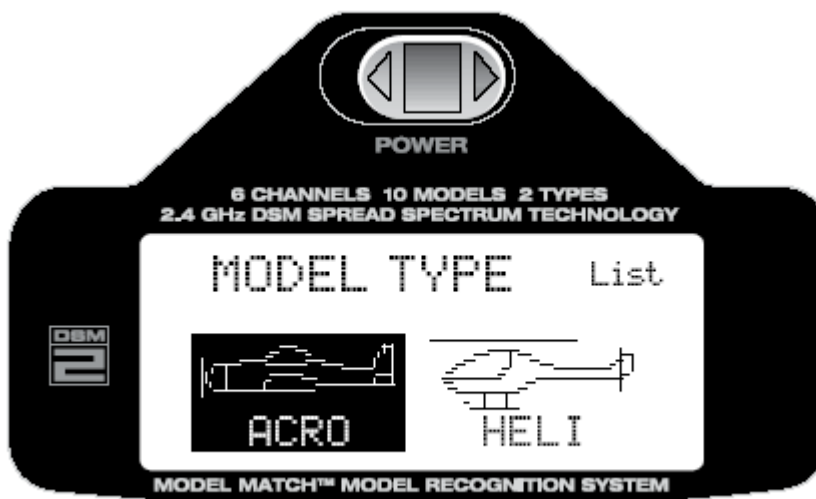 POWER
6 CHANNELS 10 MODELS 2 TYPES
2.4 GHz DSM SPREAD SPECTRUM TECHNOLOGY
MODEL TYPE List
DSM
2
ACRO HELI
MODEL MATCH™ MODEL RECOGNITION SYSTEM